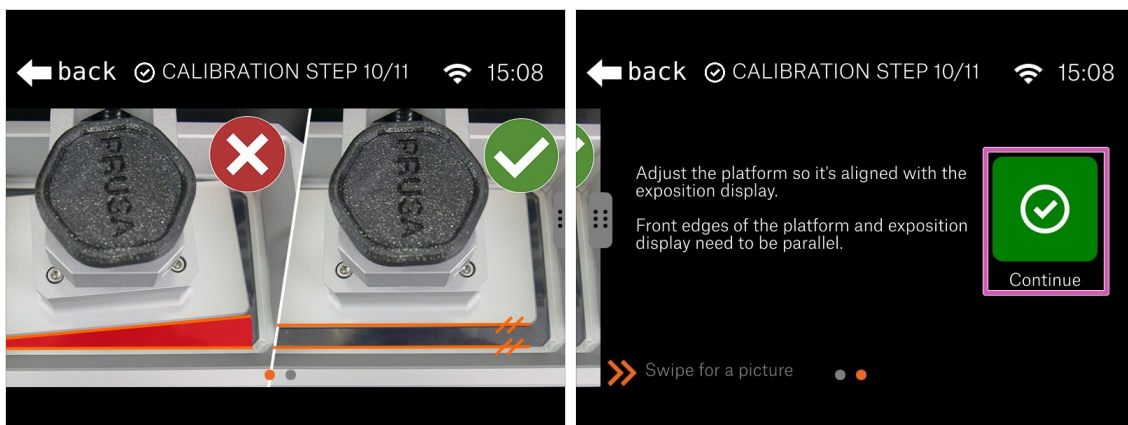 back CALIBRATION STEP 10/11 15:08
PRUSA
PRUSA
back CALIBRATION STEP 10/11 15:08
Adjust the platform so it's aligned with the
exposition display.
Front edges of the platform and exposition
display need to be parallel.
Continue
Swipe for a picture